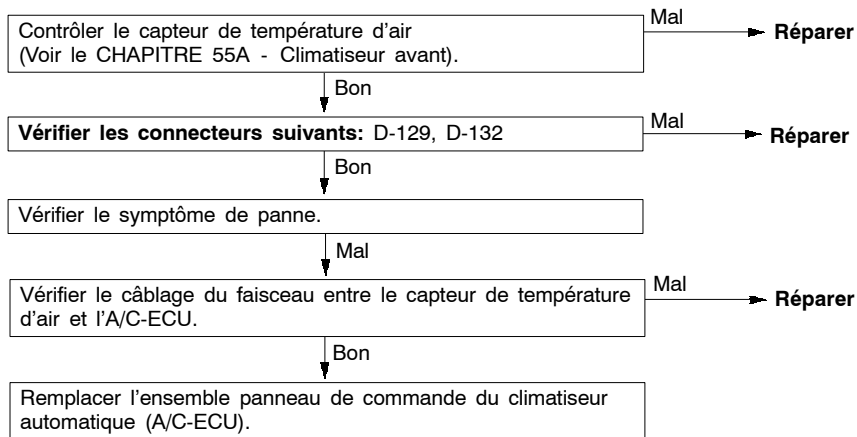 Contrôler le capteur de température d'air
(Voir le CHAPITRE 55A - Climatiseur avant).
Mal
Réparer
Bon
Vérifier les connecteurs suivants: D-129, D-132
Mal
Réparer
Bon
Vérifier le symptôme de panne.
Mal
Vérifier le câblage du faisceau entre le capteur de température
d'air et l'A/C-ECU.
Mal
Réparer
Bon
Remplacer l'ensemble panneau de commande du climatiseur
automatique (A/C-ECU).